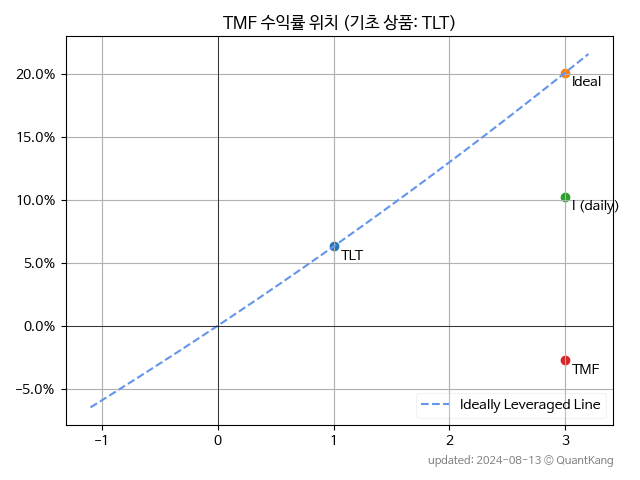 TMF 수익률 위치 (기초 상품: TLT)
20.0%
15.0%
10.0%
5.0%
0.0%
−5.0%
Ideal
I (daily)
TLT
TMF
Ideally Leveraged Line
−1
0
1
2
3
updated: 2024-08-13 © QuantKang